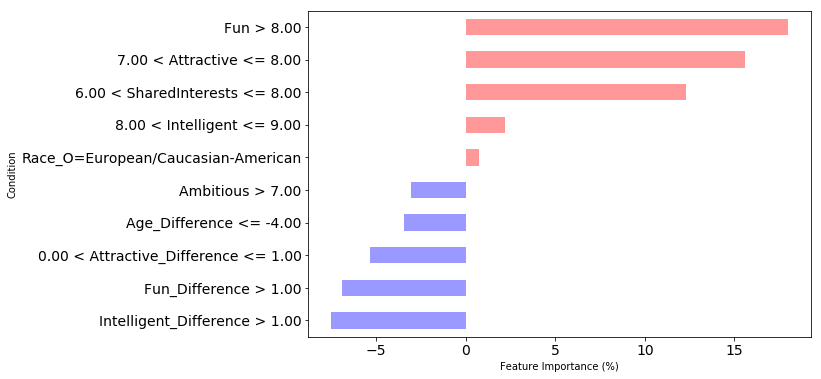 Fun > 8.00
7.00 < Attractive <= 8.00
6.00 < SharedInterests <= 8.00
8.00 < Intelligent <= 9.00
Race_O=European/Caucasian-American
Ambitious > 7.00
Age_Difference <= -4.00
0.00 < Attractive_Difference <= 1.00
Fun_Difference > 1.00
Intelligent_Difference > 1.00
Condition
−5 0 5 10 15
Feature Importance (%)